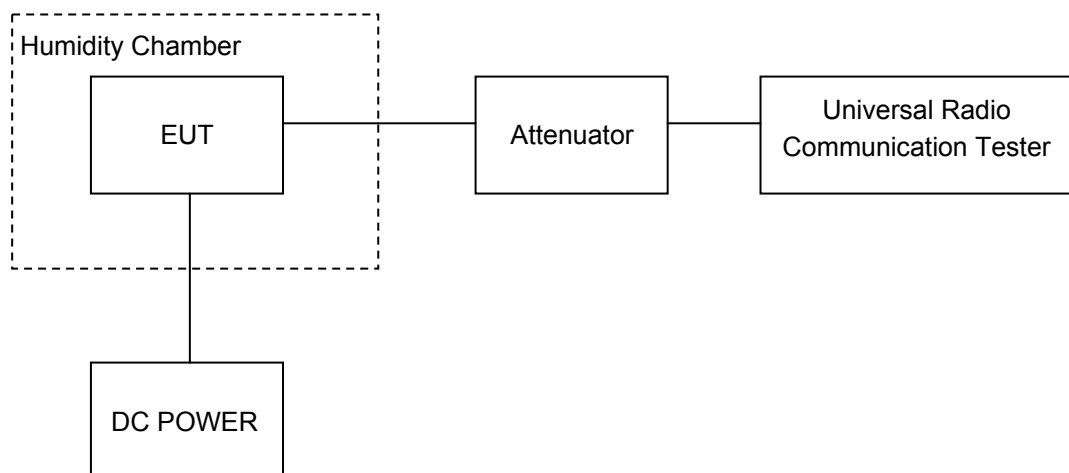 Humidity Chamber
EUT
Attenuator
Universal Radio
Communication Tester
DC POWER